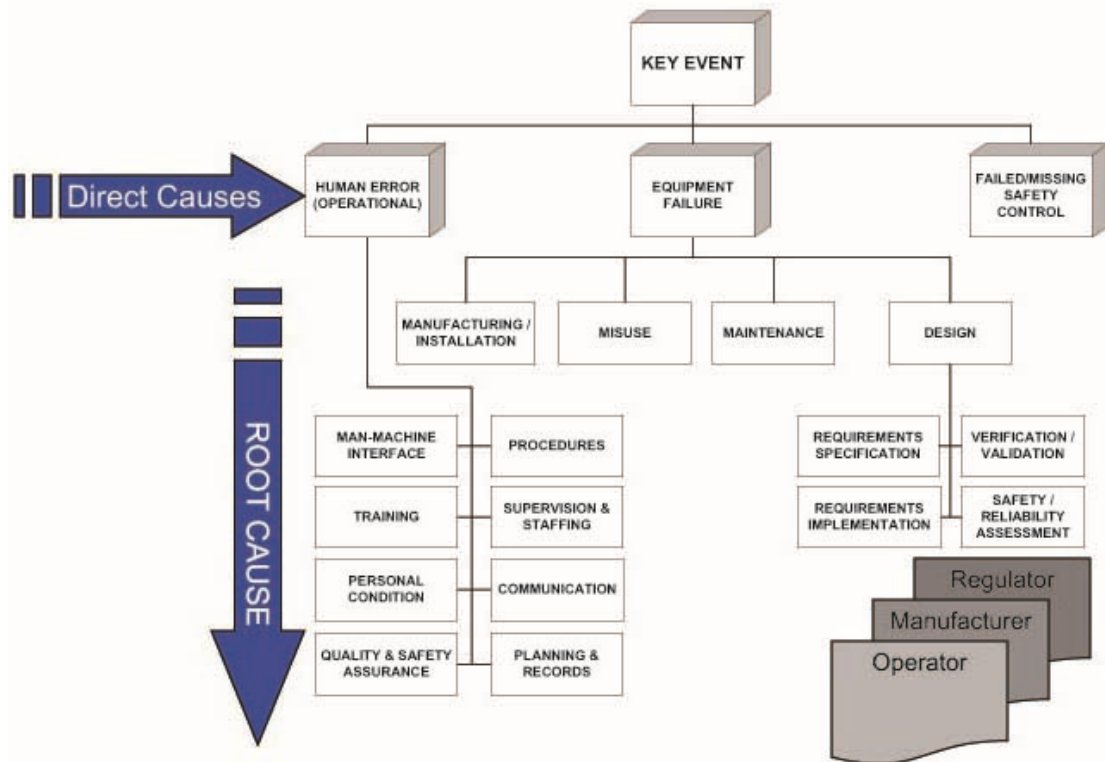 KEY EVENT
Direct Causes
HUMAN ERROR
(OPERATIONAL)
EQUIPMENT
FAILURE
FAILED/MISSING
SAFETY
CONTROL
MANUFACTURING /
INSTALLATION
MISUSE
MAINTENANCE
DESIGN
ROOT CAUSE
MAN-MACHINE
INTERFACE
PROCEDURES
TRAINING
SUPERVISION &
STAFFING
PERSONAL
CONDITION
COMMUNICATION
QUALITY & SAFETY
ASSURANCE
PLANNING &
RECORDS
REQUIREMENTS
SPECIFICATION
VERIFICATION /
VALIDATION
REQUIREMENTS
IMPLEMENTATION
SAFETY /
RELIABILITY
ASSESSMENT
Regulator
Manufacturer
Operator